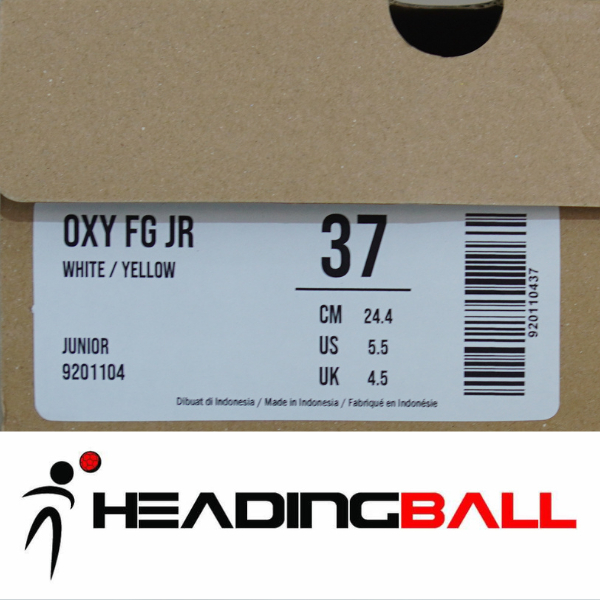 OXY FG JR
WHITE / YELLOW
JUNIOR
9201104
37
CM 24.4
US 5.5
UK 4.5
920110437
Dibuat di Indonesia / Made in Indonesia / Fabriqué en Indonésie
HEADINGBALL